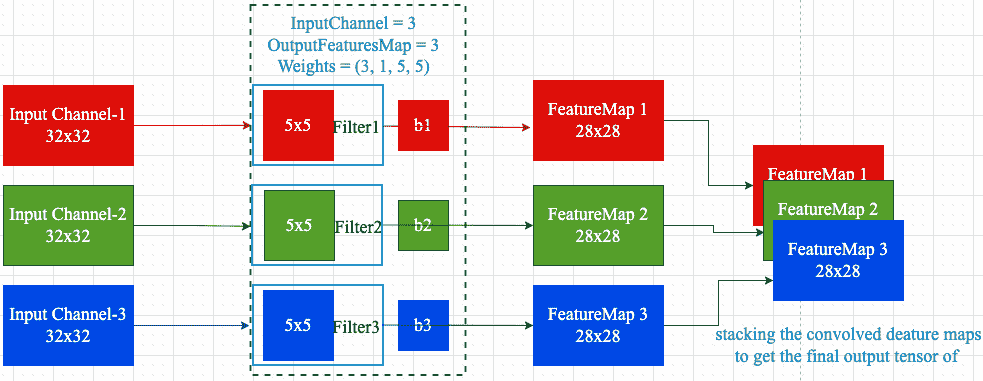 InputChannel = 3
OutputFeaturesMap = 3
Weights = (3, 1, 5, 5)
Input Channel-1
32x32
5x5
Filter1
b1
FeatureMap 1
28x28
Input Channel-2
32x32
5x5
Filter2
b2
FeatureMap 2
28x28
Input Channel-3
32x32
5x5
Filter3
b3
FeatureMap 3
28x28
FeatureMap 1
FeatureMap 2
FeatureMap 3
28x28
stacking the convolved deature maps
to get the final output tensor of